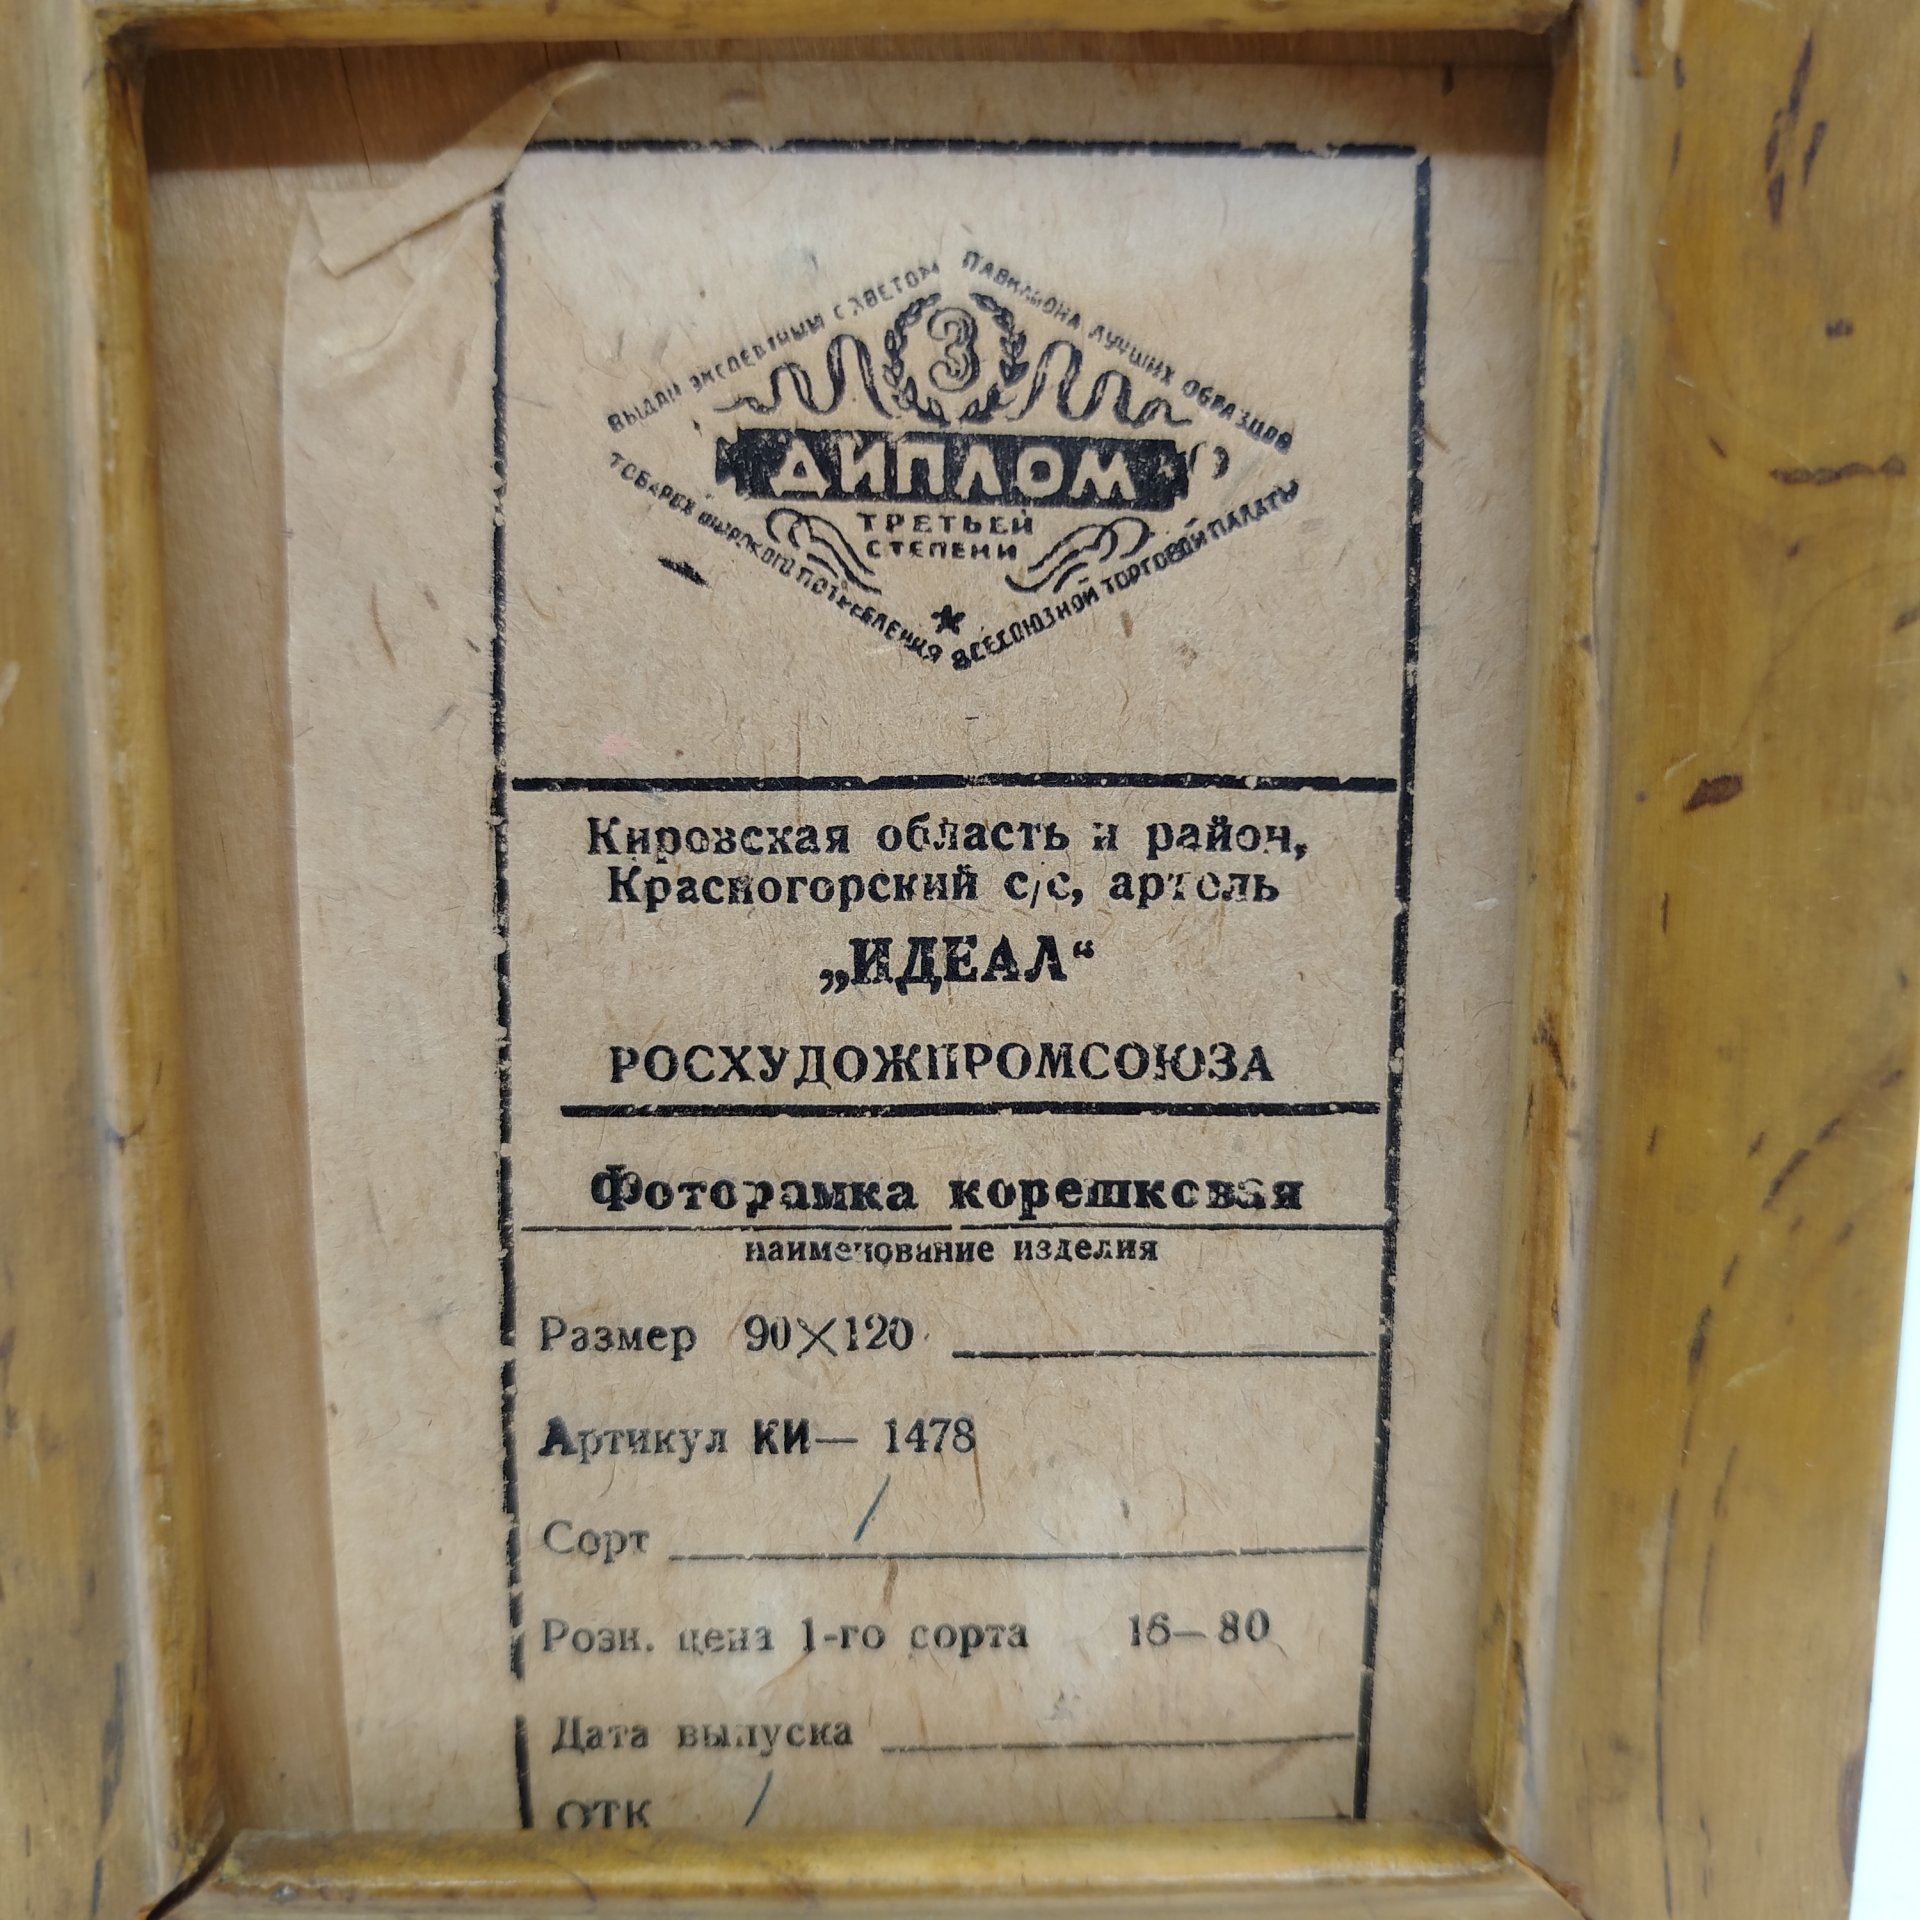 ВЫДАН ЭКСПЕРТНЫМ СОВЕТОМ ПАВИЛЬОНА ЛУЧШИХ ОБРАЗЦОВ
3
ДИПЛОМ
ТРЕТЬЕЙ
СТЕПЕНИ
ТОВАРОВ ШИРОКОГО ПОТРЕБЛЕНИЯ ВСЕСОЮЗНОЙ ТОРГОВОЙ ПАЛАТЫ
Кировская область и район,
Красногорский с/с, артель
„ИДЕАЛ“
РОСХУДОЖПРОМСОЮЗА
Фоторамка корешковая
наименование изделия
Размер 90×120
Артикул КИ— 1478
Сорт /
Розн. цена 1-го сорта 16—80
Дата выпуска
ОТК /